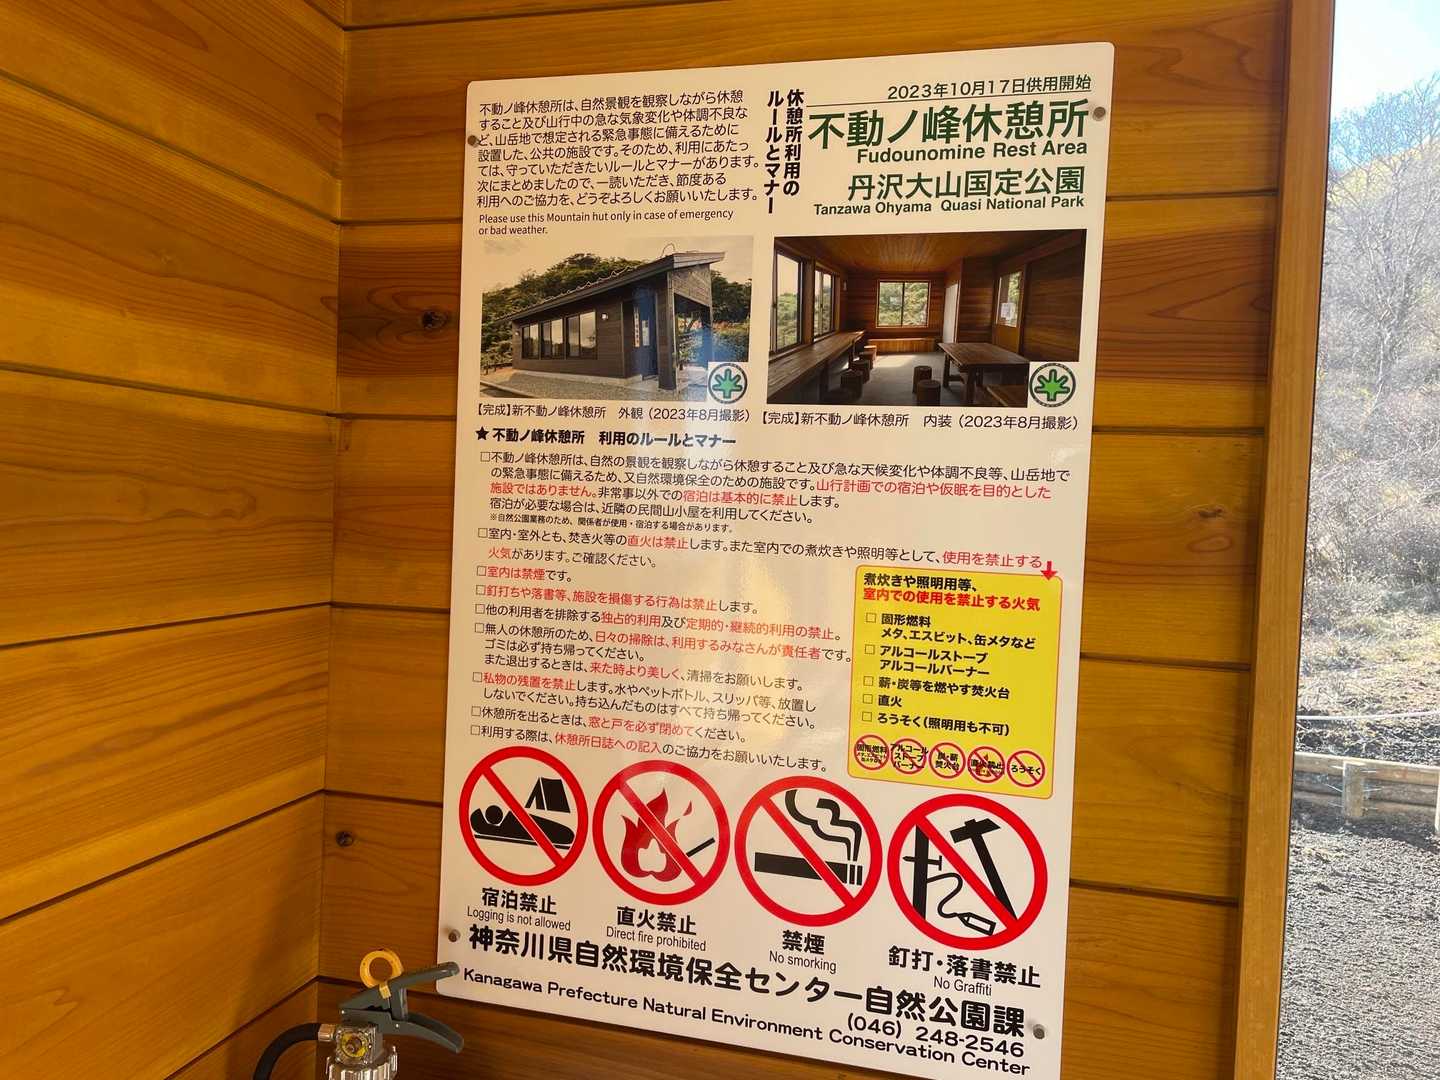 2023年10月17日供用開始
不動ノ峰休憩所
Fudounomine Rest Area
丹沢大山国定公園
Tanzawa Ohyama Quasi National Park
休憩所利用の
ルールとマナー
不動ノ峰休憩所は、自然景観を観察しながら休憩
すること及び山行中の急な気象変化や体調不良な
ど、山岳地で想定される緊急事態に備えるために
設置した、公共の施設です。そのため、利用にあたっ
ては、守っていただきたいルールとマナーがあります。
次にまとめましたので、一読いただき、節度ある
利用へのご協力を、どうぞよろしくお願いいたします。
Please use this Mountain hut only in case of emergency
or bad weather.
【完成】新不動ノ峰休憩所 外観（2023年8月撮影）
【完成】新不動ノ峰休憩所 内装（2023年8月撮影）
★不動ノ峰休憩所 利用のルールとマナー
□不動ノ峰休憩所は、自然の景観を観察しながら休憩すること及び急な天候変化や体調不良等、山岳地で
の緊急事態に備えるため、又自然環境保全のための施設です。山行計画での宿泊や仮眠を目的とした
施設ではありません。非常事以外での宿泊は基本的に禁止します。
宿泊が必要な場合は、近隣の民間山小屋を利用してください。
※自然公園業務のため、関係者が使用・宿泊する場合があります。
□室内・室外とも、焚き火等の直火は禁止します。また室内での煮炊きや照明等として、使用を禁止する
火気があります。ご確認ください。
□室内は禁煙です。
□釘打ちや落書等、施設を損傷する行為は禁止します。
□他の利用者を排除する独占的利用及び定期的・継続的利用の禁止。
□無人の休憩所のため、日々の掃除は、利用するみなさんが責任者です。
ゴミは必ず持ち帰ってください。
また退出するときは、来た時より美しく、清掃をお願いします。
□私物の残置を禁止します。水やペットボトル、スリッパ等、放置し
しないでください。持ち込んだものはすべて持ち帰ってください。
□休憩所を出るときは、窓と戸を必ず閉めてください。
□利用する際は、休憩所日誌への記入のご協力をお願いいたします。
煮炊きや照明用等、
室内での使用を禁止する火気
□ 固形燃料
メタ、エスビット、缶メタなど
□ アルコールストーブ
アルコールバーナー
□ 薪・炭等を燃やす焚火台
□ 直火
□ ろうそく（照明用も不可）
固形燃料
アルコール
ストーブ
バーナー
炭・薪
焚火台
直火禁止
ろうそく
宿泊禁止
Logging is not allowed
直火禁止
Direct fire prohibited
禁煙
No smorking
釘打・落書禁止
No Graffiti
神奈川県自然環境保全センター自然公園課
(046) 248-2546
Kanagawa Prefecture Natural Environment Conservation Center